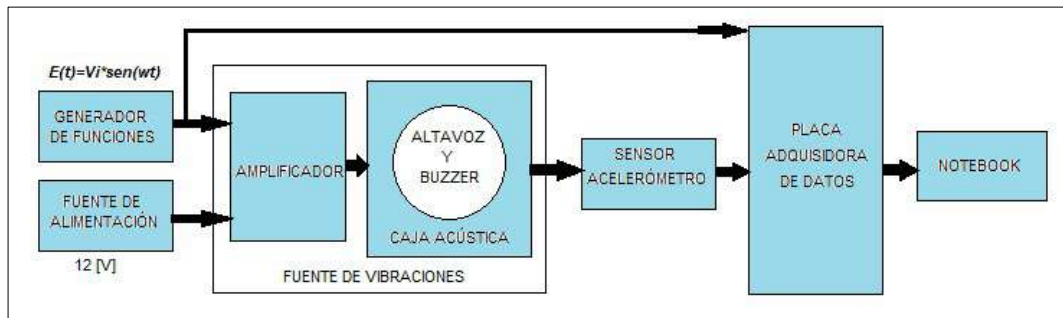 E(t)=Vi*sen(wt)
GENERADOR
DE FUNCIONES
FUENTE DE
ALIMENTACIÓN
12 [V]
AMPLIFICADOR
ALTAVOZ
Y
BUZZER
CAJA ACÚSTICA
FUENTE DE VIBRACIONES
SENSOR
ACELERÓMETRO
PLACA
ADQUISIDORA
DE DATOS
NOTEBOOK